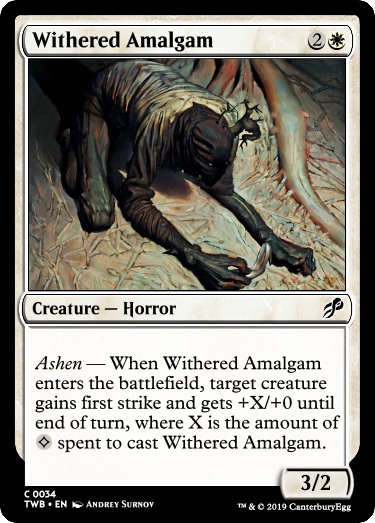 Withered Amalgam 2
Creature — Horror
Ashen — When Withered Amalgam
enters the battlefield, target creature
gains first strike and gets +X/+0 until
end of turn, where X is the amount of
spent to cast Withered Amalgam.
3/2
C 0034
TWB • EN Andrey Surnov
™ & © 2019 CanterburyEgg